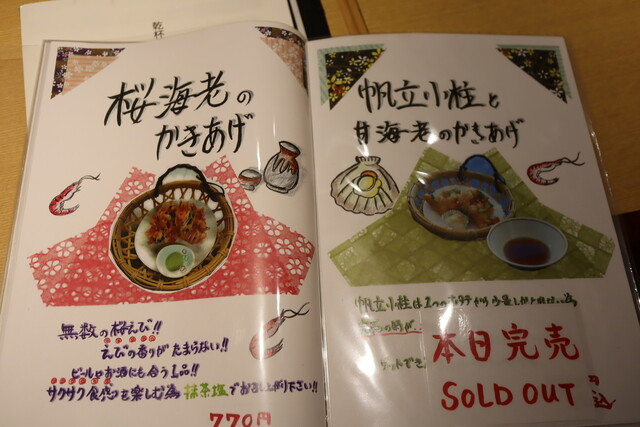 乾杯
桜海老の
かきあげ
無数の桜えび!!
えびの香りがたまらない!!
ビールやお酒にも合う1品!!
サクサク食感を楽しむ為 抹茶塩でお召し上がり下さい!!
770円
帆立小柱と
甘海老のかきあげ
帆立小柱は2つの
本日完売
SOLD OUT